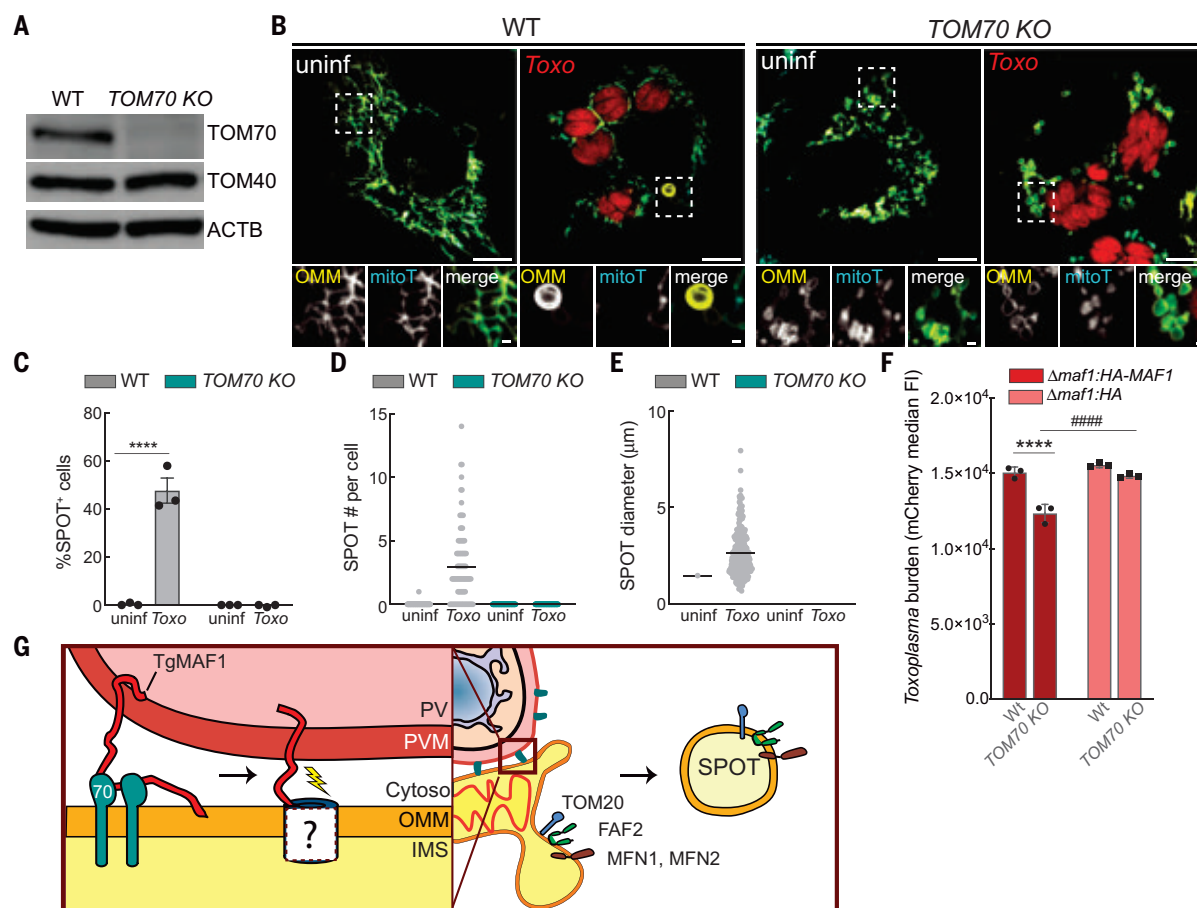 A
WT TOM70 KO
TOM70
TOM40
ACTB
B
WT
TOM70 KO
uninf
Toxo
uninf
Toxo
OMM mitoT merge OMM mitoT merge OMM mitoT merge OMM mitoT merge
C
WT TOM70 KO
%SPOT+ cells
80
60
40
20
0
****
uninf Toxo uninf Toxo
D
WT TOM70 KO
SPOT # per cell
15
10
5
0
uninf Toxo uninf Toxo
E
WT TOM70 KO
SPOT diameter (µm)
10
5
0
uninf Toxo uninf Toxo
F
Δmaf1:HA-MAF1
Δmaf1:HA
Toxoplasma burden (mCherry median FI)
2.0×10⁴
1.5×10⁴
1.0×10⁴
5.0×10³
0.0
####
****
Wt
TOM70 KO
Wt
TOM70 KO
G
TgMAF1
PV
PVM
70
Cytoso
OMM
?
IMS
TOM20
FAF2
MFN1, MFN2
SPOT